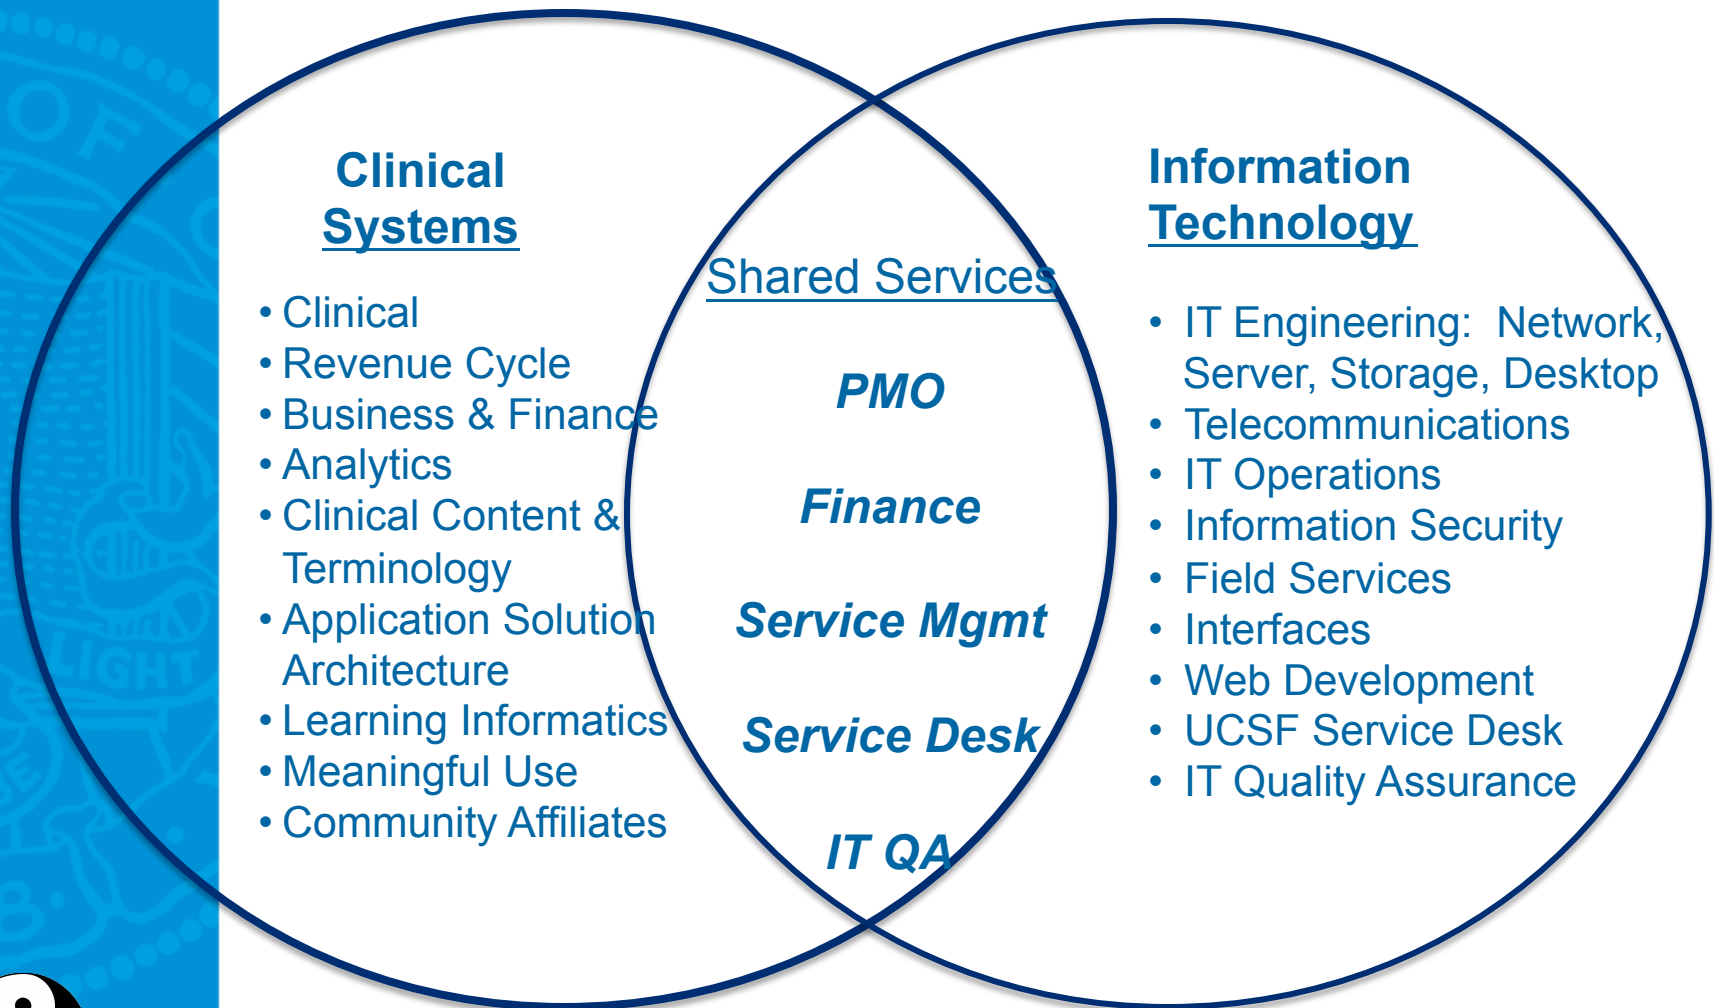 Clinical
Systems
• Clinical
• Revenue Cycle
• Business & Finance
• Analytics
• Clinical Content &
Terminology
• Application Solution
Architecture
• Learning Informatics
• Meaningful Use
• Community Affiliates
Shared Services
PMO
Finance
Service Mgmt
Service Desk
IT QA
Information
Technology
• IT Engineering:  Network,
Server, Storage, Desktop
• Telecommunications
• IT Operations
• Information Security
• Field Services
• Interfaces
• Web Development
• UCSF Service Desk
• IT Quality Assurance
OF
LIGHT